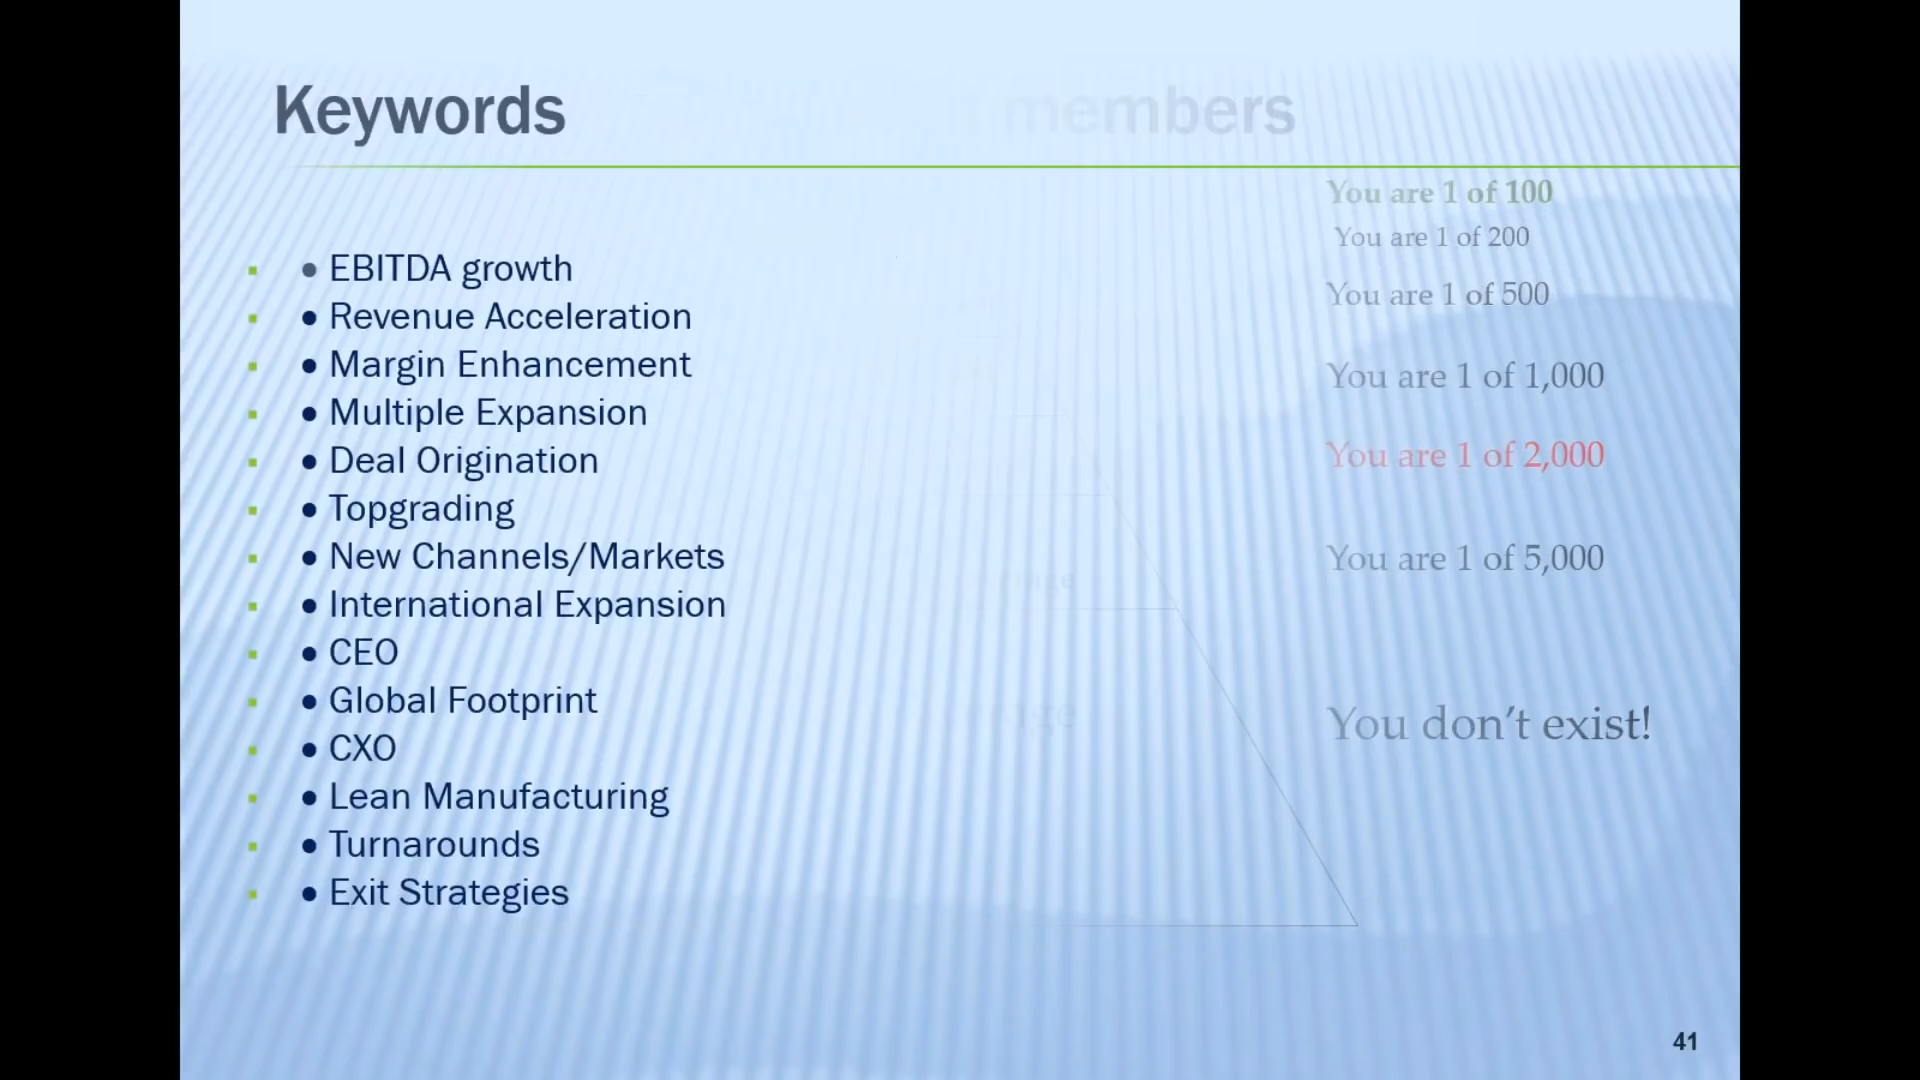 Keywords
members
• EBITDA growth
• Revenue Acceleration
• Margin Enhancement
• Multiple Expansion
• Deal Origination
• Topgrading
• New Channels/Markets
• International Expansion
• CEO
• Global Footprint
• CXO
• Lean Manufacturing
• Turnarounds
• Exit Strategies
You are 1 of 100
You are 1 of 200
You are 1 of 500
You are 1 of 1,000
You are 1 of 2,000
You are 1 of 5,000
You don’t exist!
41